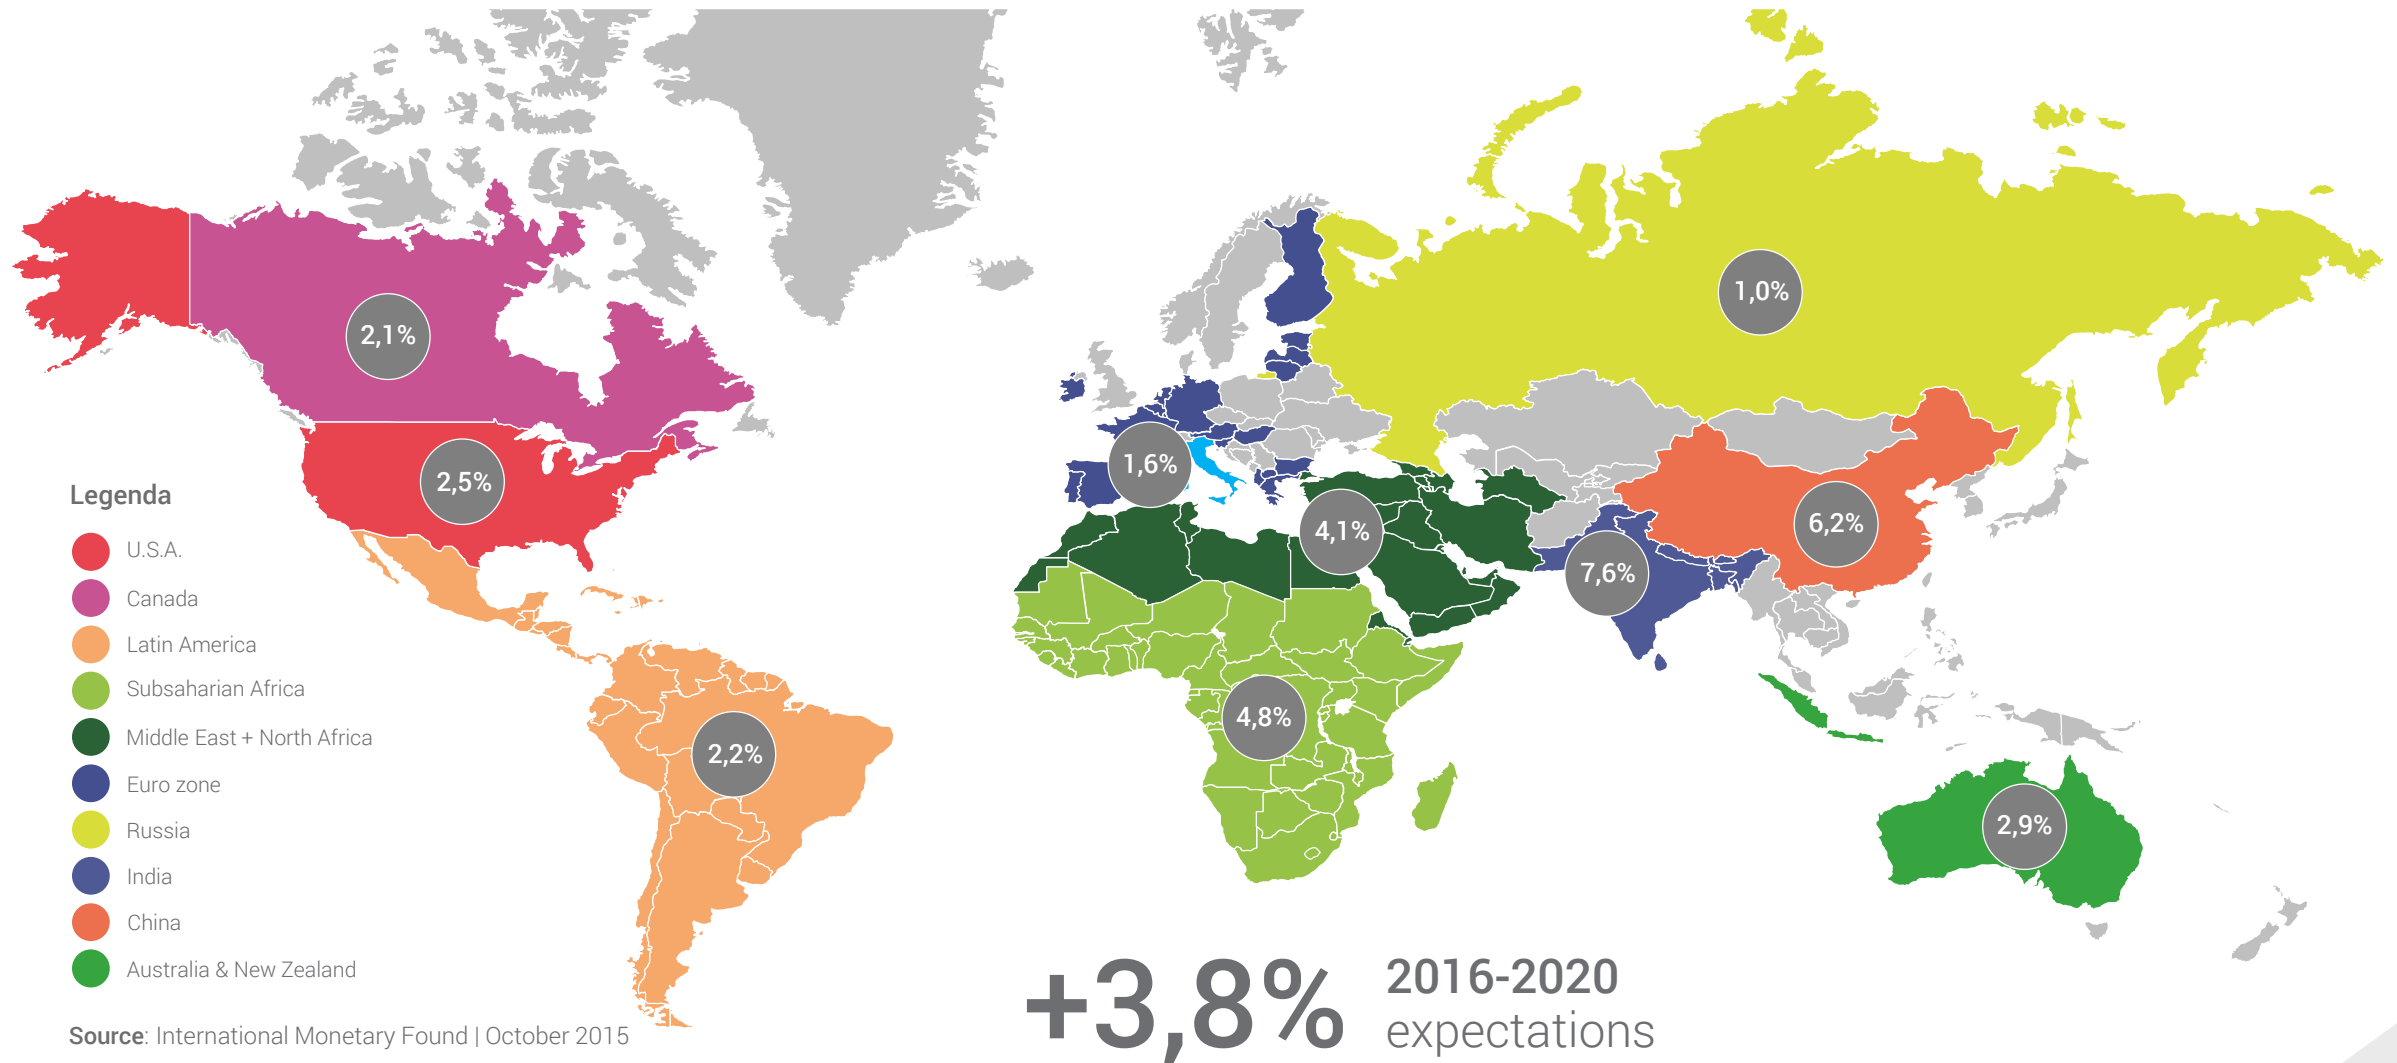 1,0%
2,1%
1,6%
2,5%
4,1%
6,2%
7,6%
4,8%
2,2%
2,9%
Legenda
U.S.A.
Canada
Latin America
Subsaharian Africa
Middle East + North Africa
Euro zone
Russia
India
China
Australia & New Zealand
Source: International Monetary Found | October 2015
+3,8%
2016-2020
expectations